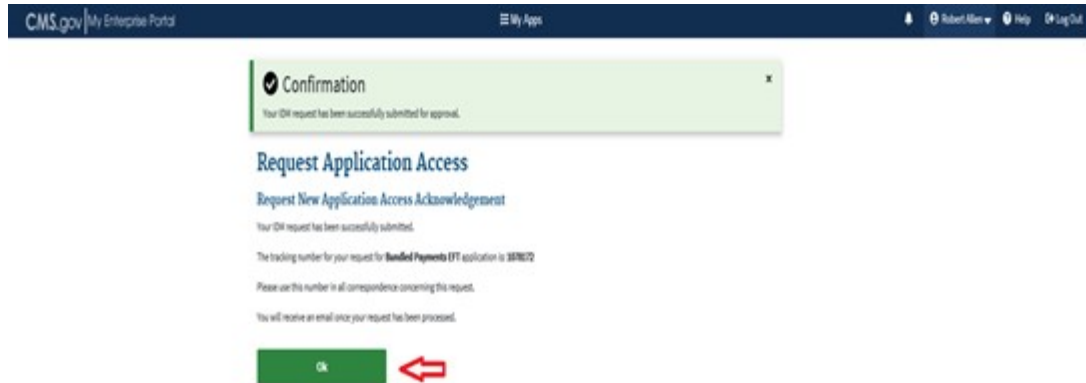 CMS.gov My Enterprise Portal
My Apps
Robert Allen
Help
Log Out
Confirmation
x
Your IDM request has been successfully submitted for approval.
Request Application Access
Request New Application Access Acknowledgement
Your IDM request has been successfully submitted.
The tracking number for your request for Bundled Payments EFT application is 1078172
Please use this number in all correspondence concerning this request.
You will receive an email once your request has been processed.
Ok